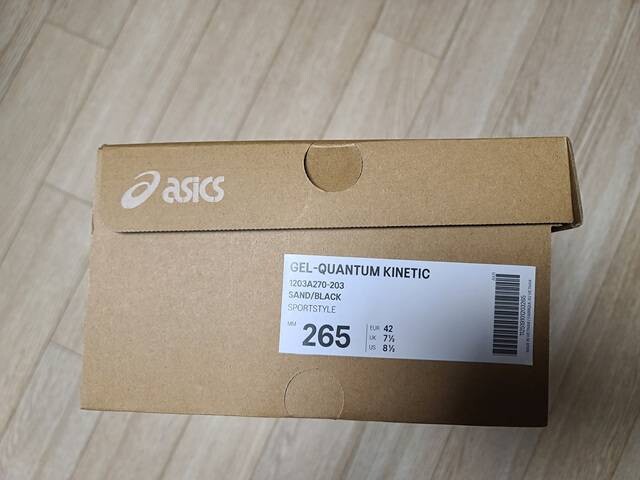 asics
GEL-QUANTUM KINETIC
1203A270-203
SAND/BLACK
SPORTSTYLE
MM 265
EUR 42
UK 7½
US 8½